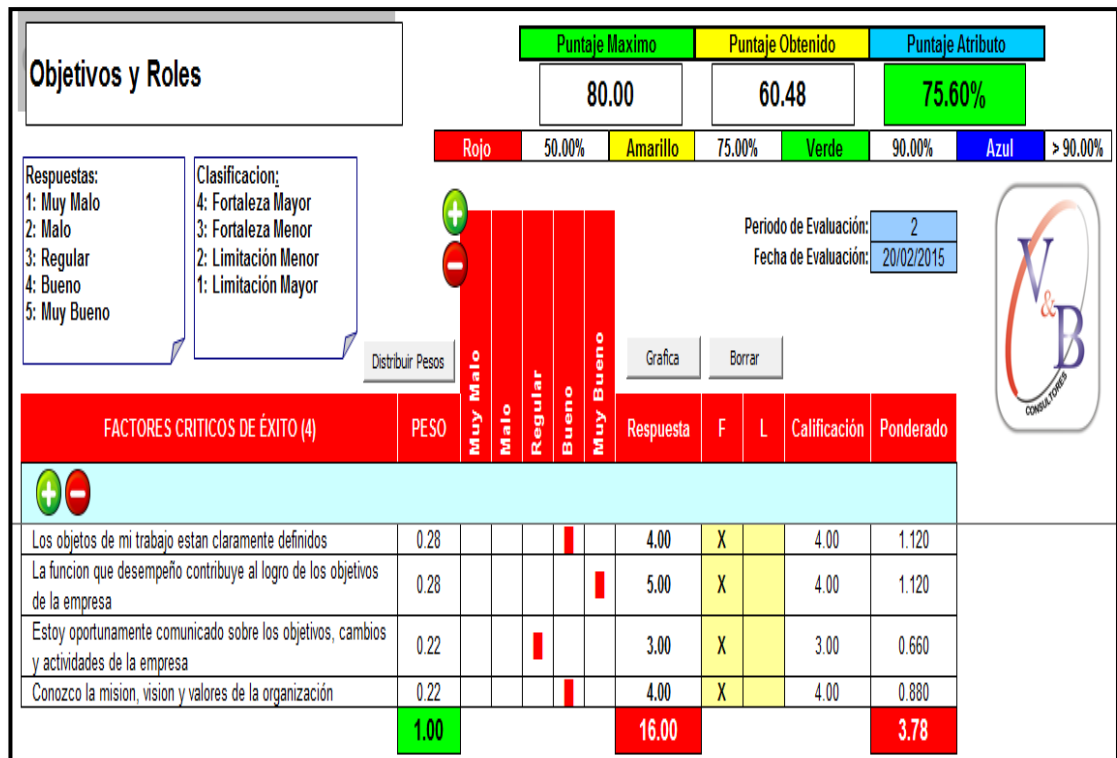 Objetivos y Roles
Puntaje Maximo Puntaje Obtenido Puntaje Atributo
80.00 60.48 75.60%
Rojo 50.00% Amarillo 75.00% Verde 90.00% Azul > 90.00%
Respuestas:
1: Muy Malo
2: Malo
3: Regular
4: Bueno
5: Muy Bueno
Clasificacion:
4: Fortaleza Mayor
3: Fortaleza Menor
2: Limitación Menor
1: Limitación Mayor
Periodo de Evaluación: 2
Fecha de Evaluación: 20/02/2015
V&B
CONSULTORES
Distribuir Pesos
Grafica
Borrar
FACTORES CRITICOS DE ÉXITO (4) PESO Muy Malo Malo Regular Bueno Muy Bueno Respuesta F L Calificación Ponderado
Los objetos de mi trabajo estan claramente definidos 0.28 4.00 X 4.00 1.120
La funcion que desempeño contribuye al logro de los objetivos
de la empresa 0.28 5.00 X 4.00 1.120
Estoy oportunamente comunicado sobre los objetivos, cambios
y actividades de la empresa 0.22 3.00 X 3.00 0.660
Conozco la mision, vision y valores de la organización 0.22 4.00 X 4.00 0.880
1.00 16.00 3.78